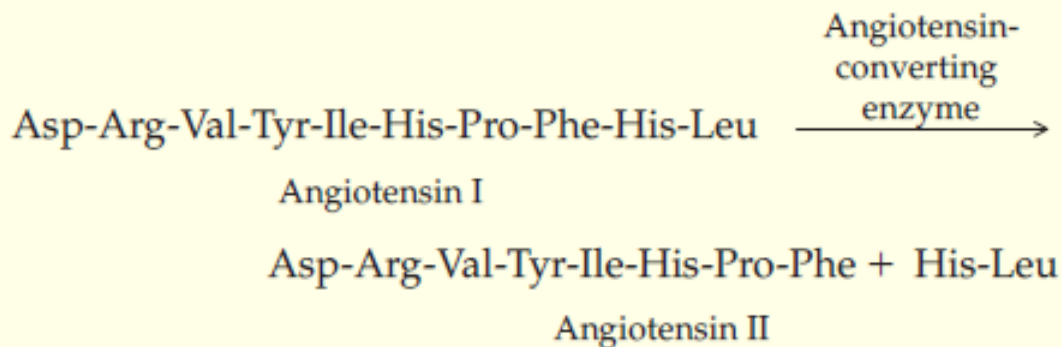 Angiotensin-
converting
enzyme
Asp-Arg-Val-Tyr-Ile-His-Pro-Phe-His-Leu
Angiotensin I
Asp-Arg-Val-Tyr-Ile-His-Pro-Phe + His-Leu
Angiotensin II